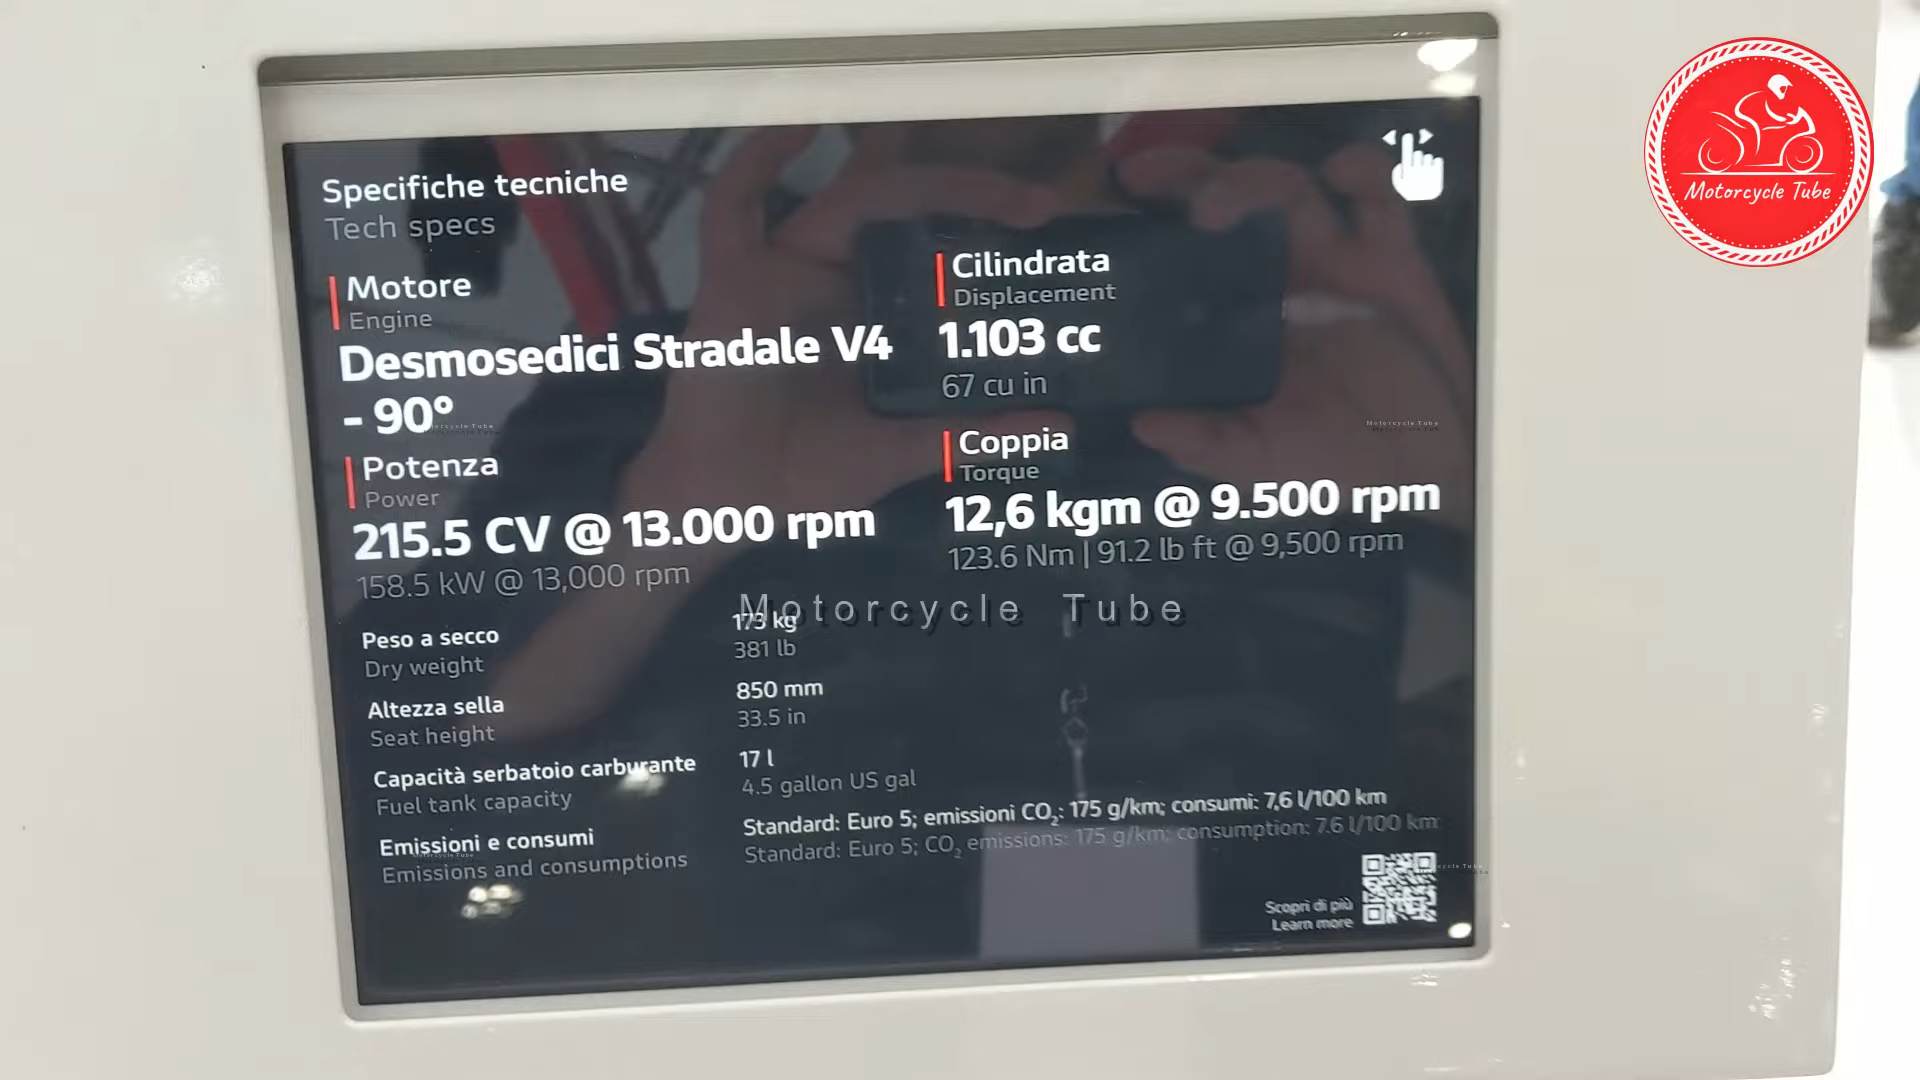 Motorcycle Tube
Specifiche tecniche
Tech specs
Motore
Engine
Desmosedici Stradale V4
- 90°
Cilindrata
Displacement
1.103 cc
67 cu in
Potenza
Power
215.5 CV @ 13.000 rpm
158.5 kW @ 13,000 rpm
Coppia
Torque
12,6 kgm @ 9.500 rpm
123.6 Nm | 91.2 lb ft @ 9,500 rpm
Motorcycle Tube
Peso a secco
Dry weight
173 kg
381 lb
Altezza sella
Seat height
850 mm
33.5 in
Capacità serbatoio carburante
Fuel tank capacity
17 l
4.5 gallon US gal
Emissioni e consumi
Emissions and consumptions
Standard: Euro 5; emissioni CO₂: 175 g/km; consumi: 7,6 l/100 km
Standard: Euro 5; CO₂ emissions: 175 g/km; consumption: 7.6 l/100 km
Scopri di più
Learn more
Motorcycle Tube
Motorcycle Tube
Motorcycle Tube